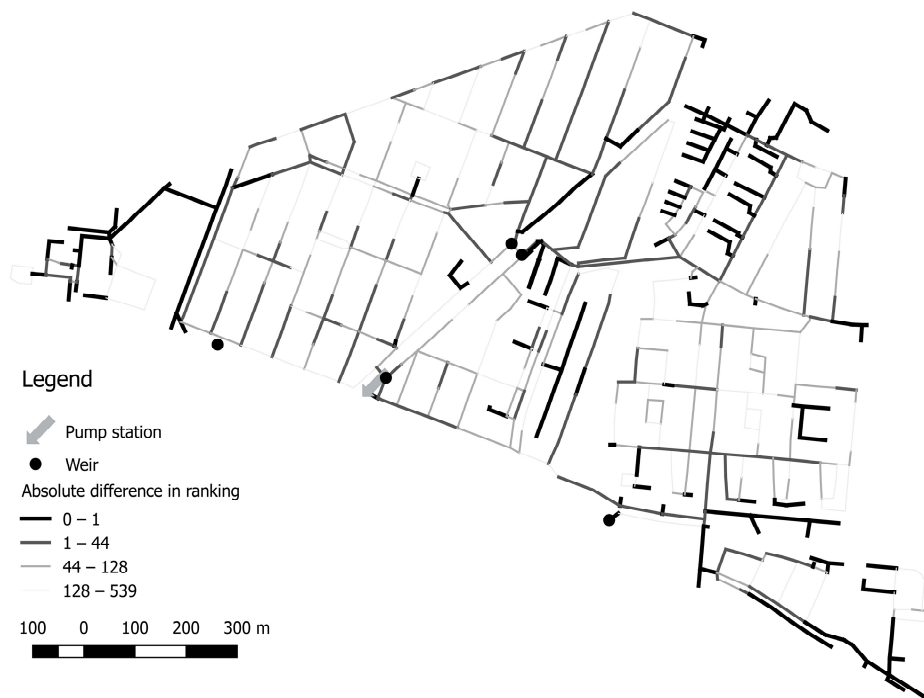 Legend
Pump station
Weir
Absolute difference in ranking
0 – 1
1 – 44
44 – 128
128 – 539
100 0 100 200 300 m